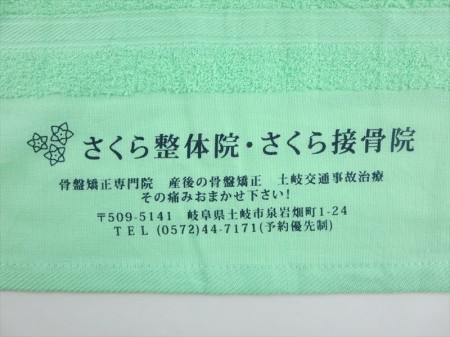 さくら整体院・さくら接骨院
骨盤矯正専門院　産後の骨盤矯正　土岐交通事故治療
その痛みおまかせ下さい!
〒509-5141　岐阜県土岐市泉岩畑町1-24
TEL (0572)44-7171(予約優先制)